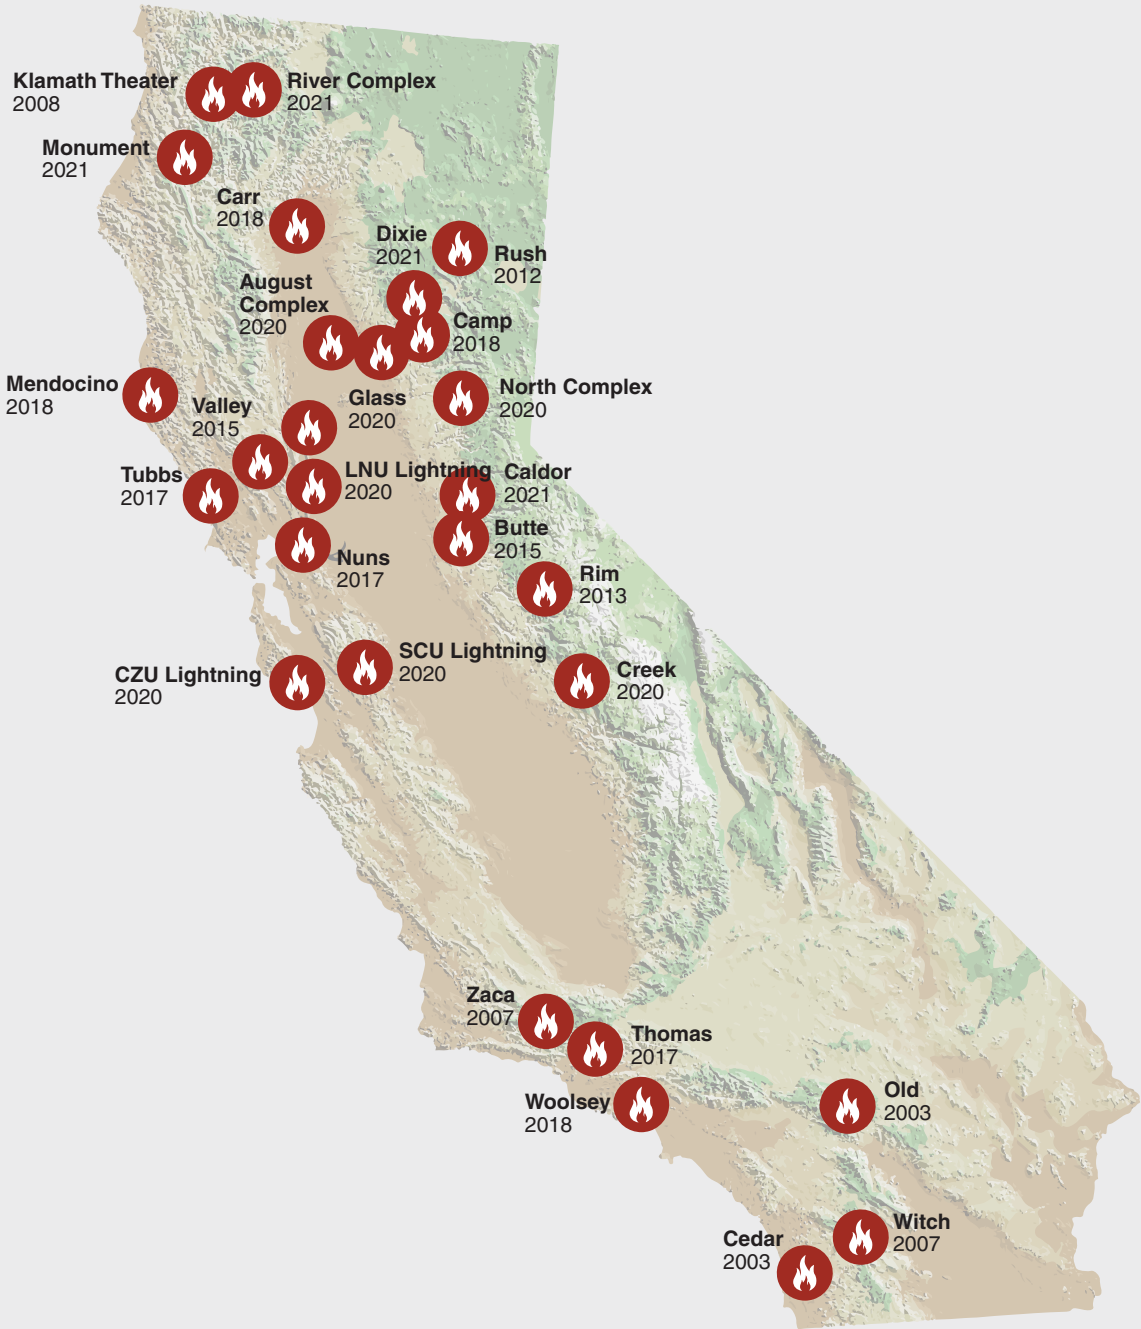 Klamath Theater
2008
River Complex
2021
Monument
2021
Carr
2018
Dixie
2021
Rush
2012
August
Complex
2020
Camp
2018
Mendocino
2018
Valley
2015
Glass
2020
North Complex
2020
Tubbs
2017
LNU Lightning
2020
Caldor
2021
Butte
2015
Nuns
2017
Rim
2013
CZU Lightning
2020
SCU Lightning
2020
Creek
2020
Zaca
2007
Thomas
2017
Woolsey
2018
Old
2003
Witch
2007
Cedar
2003